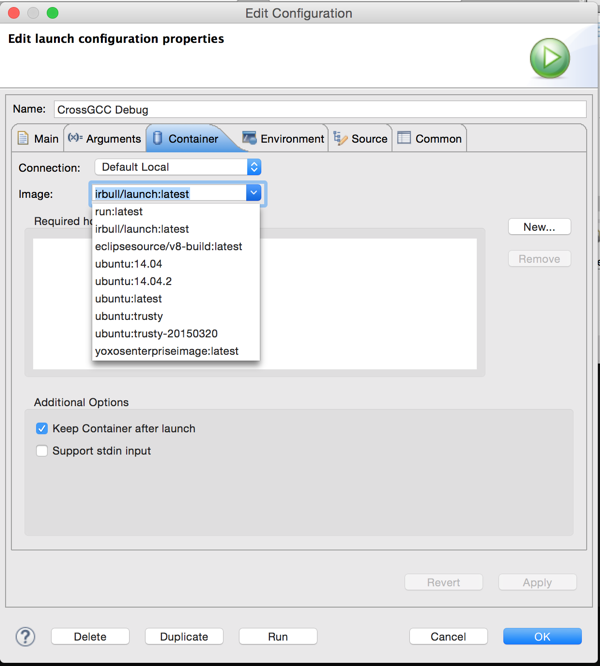 Edit Configuration
Edit launch configuration properties
Name: CrossGCC Debug
Main (x)= Arguments Container Environment Source Common
Connection: Default Local
Image: irbull/launch:latest
run:latest
irbull/launch:latest
eclipsesource/v8-build:latest
ubuntu:14.04
ubuntu:14.04.2
ubuntu:latest
ubuntu:trusty
ubuntu:trusty-20150320
yoxosenterpriseimage:latest
Required
New...
Remove
Additional Options
Keep Container after launch
Support stdin input
Revert Apply
? Delete Duplicate Run Cancel OK